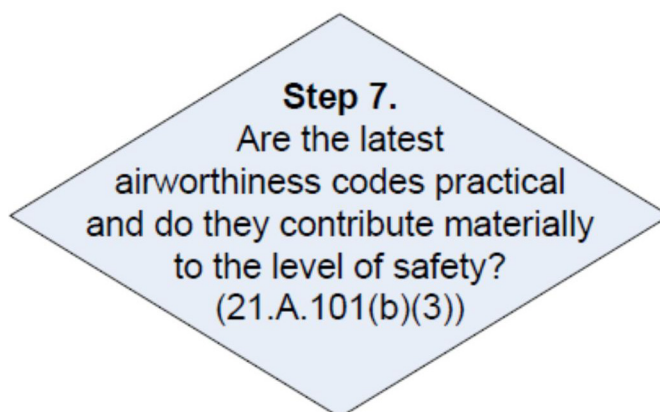 Step 7.
Are the latest
airworthiness codes practical
and do they contribute materially
to the level of safety?
(21.A.101(b)(3))